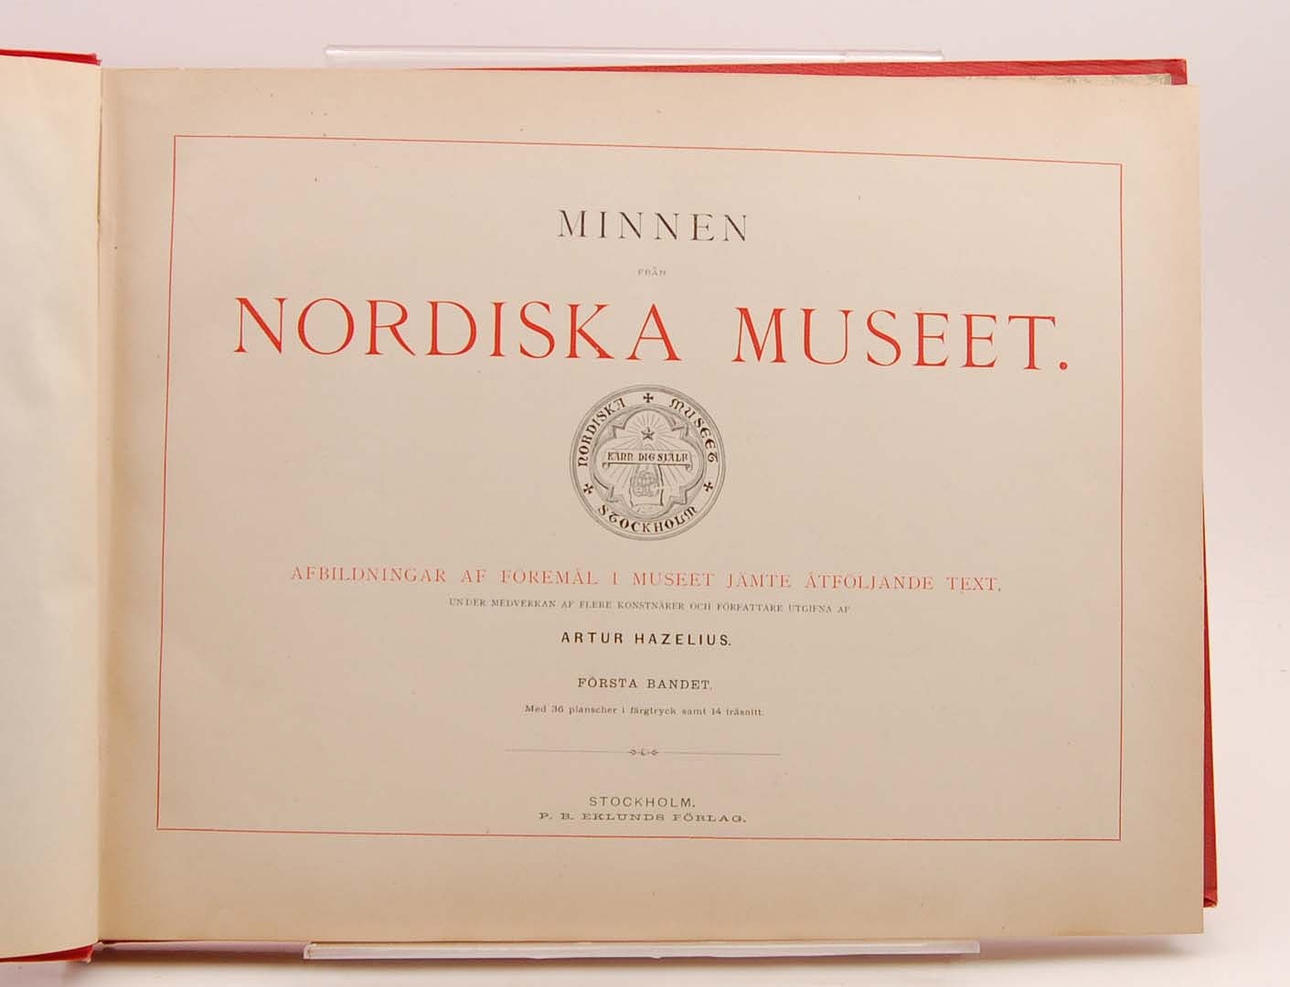 MINNEN
FRÅN
NORDISKA MUSEET.
NORDISKA MUSEET
KÄNN DIG SJÄLF
STOCKHOLM
AFBILDNINGAR AF FÖREMÅL I MUSEET JÄMTE ÅTFÖLJANDE TEXT,
UNDER MEDVERKAN AF FLERE KONSTNÄRER OCH FÖRFATTARE UTGIFNA AF
ARTUR HAZELIUS.
FÖRSTA BANDET.
Med 36 planscher i färgtryck samt 14 träsnitt.
STOCKHOLM.
P. B. EKLUNDS FÖRLAG.